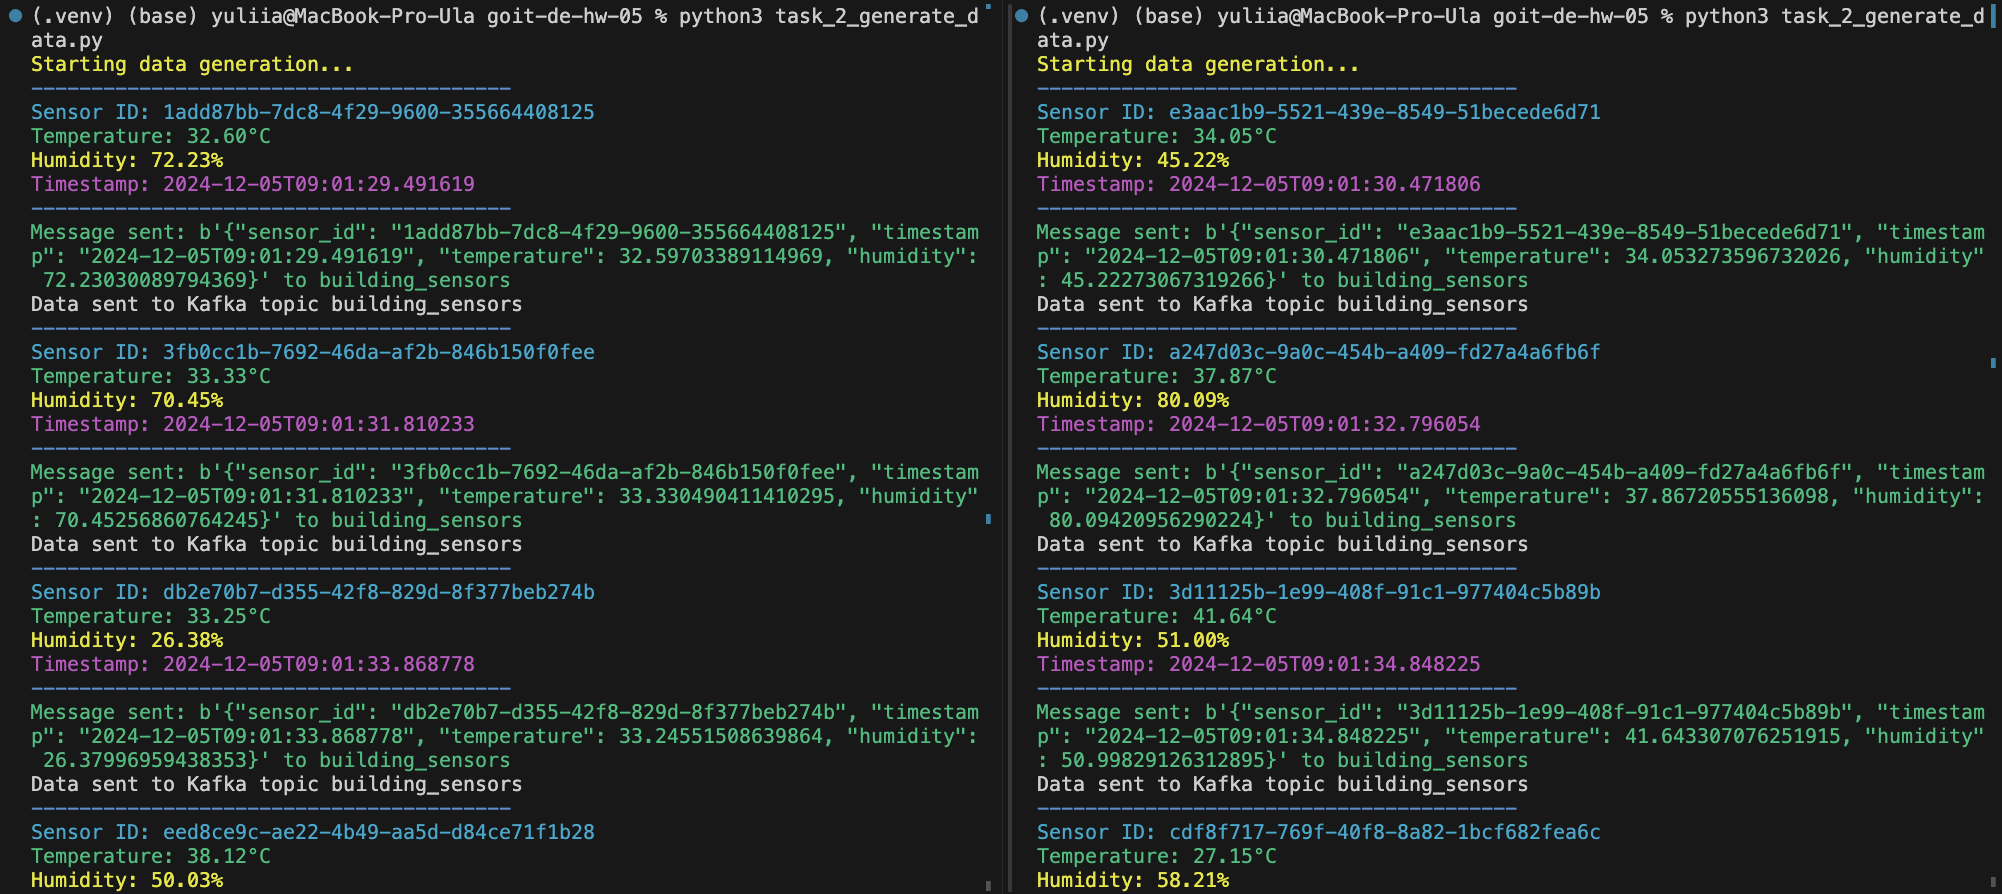 (.venv) (base) yuliia@MacBook-Pro-Ula goit-de-hw-05 % python3 task_2_generate_d
ata.py
Starting data generation...
----------------------------------------
Sensor ID: 1add87bb-7dc8-4f29-9600-355664408125
Temperature: 32.60°C
Humidity: 72.23%
Timestamp: 2024-12-05T09:01:29.491619
----------------------------------------
Message sent: b'{"sensor_id": "1add87bb-7dc8-4f29-9600-355664408125", "timestam
p": "2024-12-05T09:01:29.491619", "temperature": 32.59703389114969, "humidity":
 72.23030089794369}' to building_sensors
Data sent to Kafka topic building_sensors
----------------------------------------
Sensor ID: 3fb0cc1b-7692-46da-af2b-846b150f0fee
Temperature: 33.33°C
Humidity: 70.45%
Timestamp: 2024-12-05T09:01:31.810233
----------------------------------------
Message sent: b'{"sensor_id": "3fb0cc1b-7692-46da-af2b-846b150f0fee", "timestam
p": "2024-12-05T09:01:31.810233", "temperature": 33.330490411410295, "humidity"
: 70.45256860764245}' to building_sensors
Data sent to Kafka topic building_sensors
----------------------------------------
Sensor ID: db2e70b7-d355-42f8-829d-8f377beb274b
Temperature: 33.25°C
Humidity: 26.38%
Timestamp: 2024-12-05T09:01:33.868778
----------------------------------------
Message sent: b'{"sensor_id": "db2e70b7-d355-42f8-829d-8f377beb274b", "timestam
p": "2024-12-05T09:01:33.868778", "temperature": 33.24551508639864, "humidity":
 26.37996959438353}' to building_sensors
Data sent to Kafka topic building_sensors
----------------------------------------
Sensor ID: eed8ce9c-ae22-4b49-aa5d-d84ce71f1b28
Temperature: 38.12°C
Humidity: 50.03%
(.venv) (base) yuliia@MacBook-Pro-Ula goit-de-hw-05 % python3 task_2_generate_d
ata.py
Starting data generation...
----------------------------------------
Sensor ID: e3aac1b9-5521-439e-8549-51becede6d71
Temperature: 34.05°C
Humidity: 45.22%
Timestamp: 2024-12-05T09:01:30.471806
----------------------------------------
Message sent: b'{"sensor_id": "e3aac1b9-5521-439e-8549-51becede6d71", "timestam
p": "2024-12-05T09:01:30.471806", "temperature": 34.053273596732026, "humidity"
: 45.22273067319266}' to building_sensors
Data sent to Kafka topic building_sensors
----------------------------------------
Sensor ID: a247d03c-9a0c-454b-a409-fd27a4a6fb6f
Temperature: 37.87°C
Humidity: 80.09%
Timestamp: 2024-12-05T09:01:32.796054
----------------------------------------
Message sent: b'{"sensor_id": "a247d03c-9a0c-454b-a409-fd27a4a6fb6f", "timestam
p": "2024-12-05T09:01:32.796054", "temperature": 37.86720555136098, "humidity":
 80.09420956290224}' to building_sensors
Data sent to Kafka topic building_sensors
----------------------------------------
Sensor ID: 3d11125b-1e99-408f-91c1-977404c5b89b
Temperature: 41.64°C
Humidity: 51.00%
Timestamp: 2024-12-05T09:01:34.848225
----------------------------------------
Message sent: b'{"sensor_id": "3d11125b-1e99-408f-91c1-977404c5b89b", "timestam
p": "2024-12-05T09:01:34.848225", "temperature": 41.643307076251915, "humidity"
: 50.99829126312895}' to building_sensors
Data sent to Kafka topic building_sensors
----------------------------------------
Sensor ID: cdf8f717-769f-40f8-8a82-1bcf682fea6c
Temperature: 27.15°C
Humidity: 58.21%